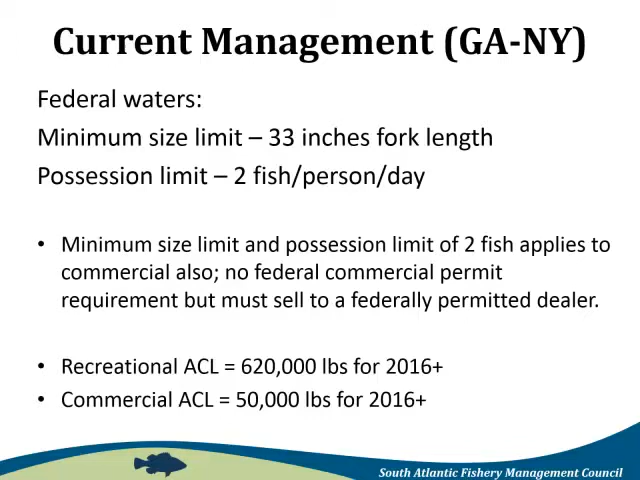 Current Management (GA-NY)
Federal waters:
Minimum size limit – 33 inches fork length
Possession limit – 2 fish/person/day
• Minimum size limit and possession limit of 2 fish applies to
commercial also; no federal commercial permit
requirement but must sell to a federally permitted dealer.
• Recreational ACL = 620,000 lbs for 2016+
• Commercial ACL = 50,000 lbs for 2016+
South Atlantic Fishery Management Council